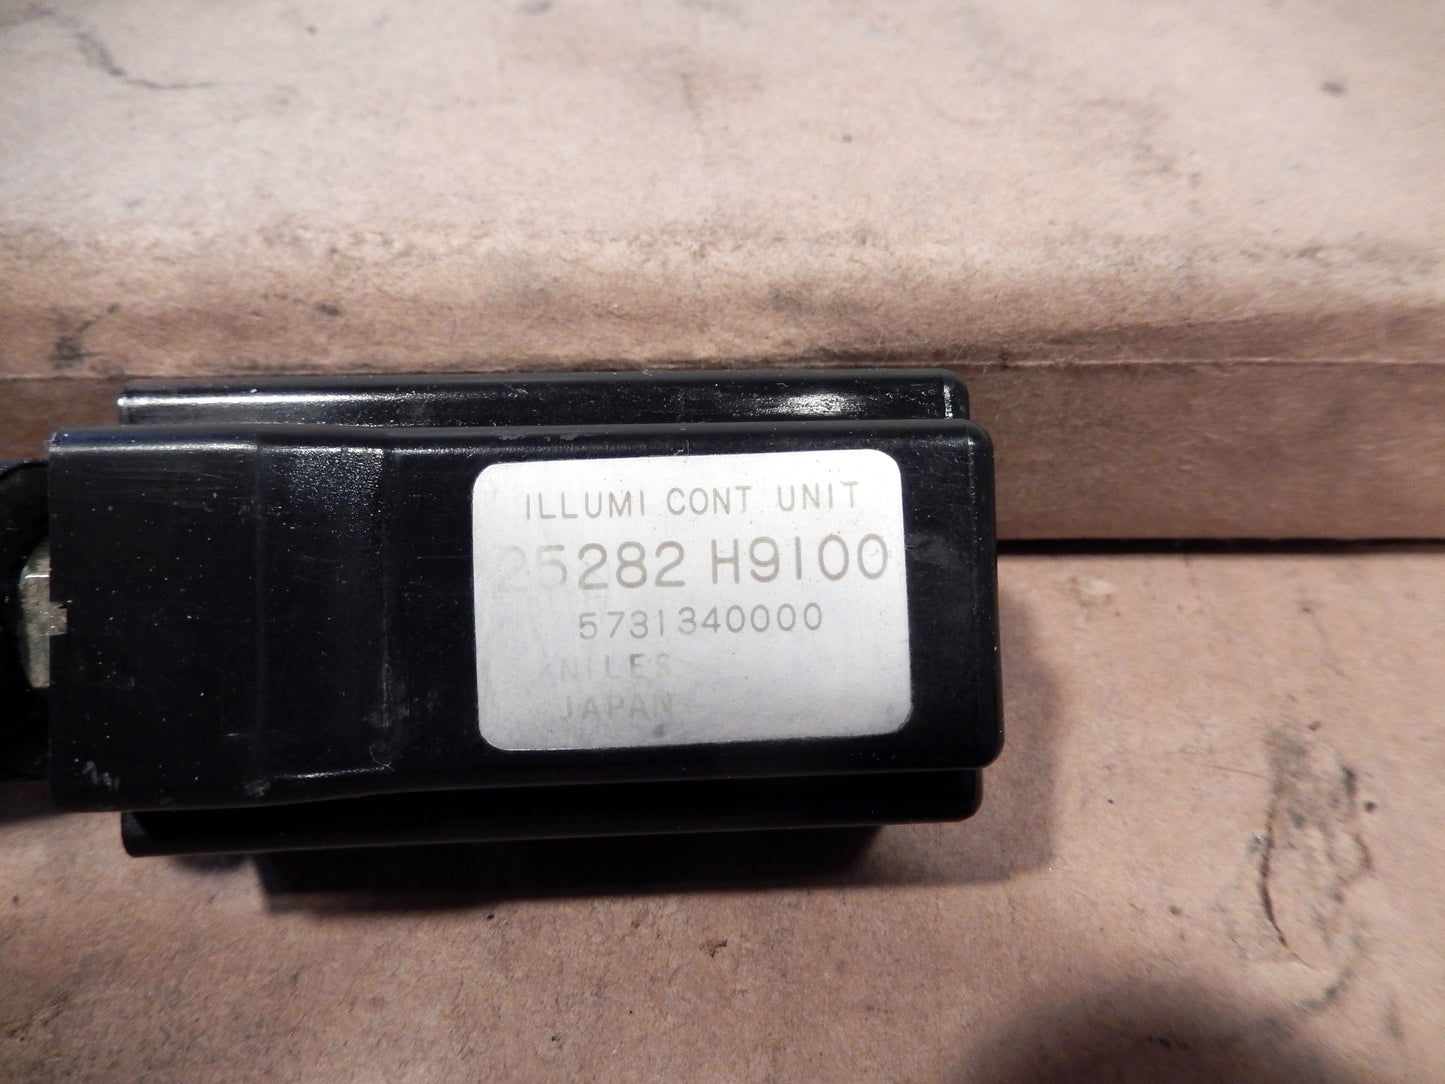 ILLUMI CONT UNIT
25282 H9100
5731340000
NILES
JAPAN